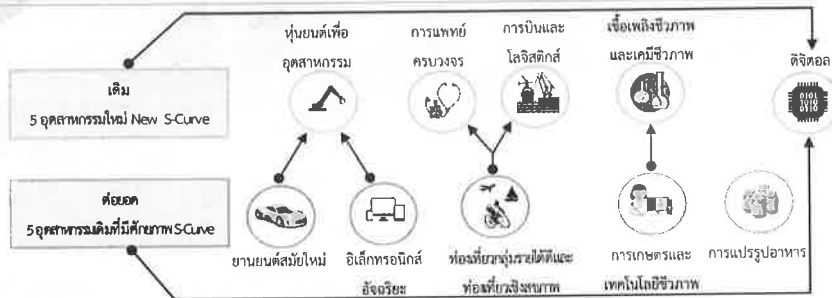 หุ่นยนต์เพื่อ
อุตสาหกรรม
การแพทย์
ครบวงจร
การบินและ
โลจิสติกส์
เชื้อเพลิงชีวภาพ
และเคมีชีวภาพ
ดิจิตอล
เติม
5 อุตสาหกรรมใหม่ New S-Curve
ต่อยอด
5 อุตสาหกรรมเดิมที่มีศักยภาพ S-Curve
ยานยนต์สมัยใหม่
อิเล็กทรอนิกส์
อัจฉริยะ
ท่องเที่ยวกลุ่มรายได้ดีและ
ท่องเที่ยวเชิงสุขภาพ
การเกษตรและ
เทคโนโลยีชีวภาพ
การแปรรูปอาหาร